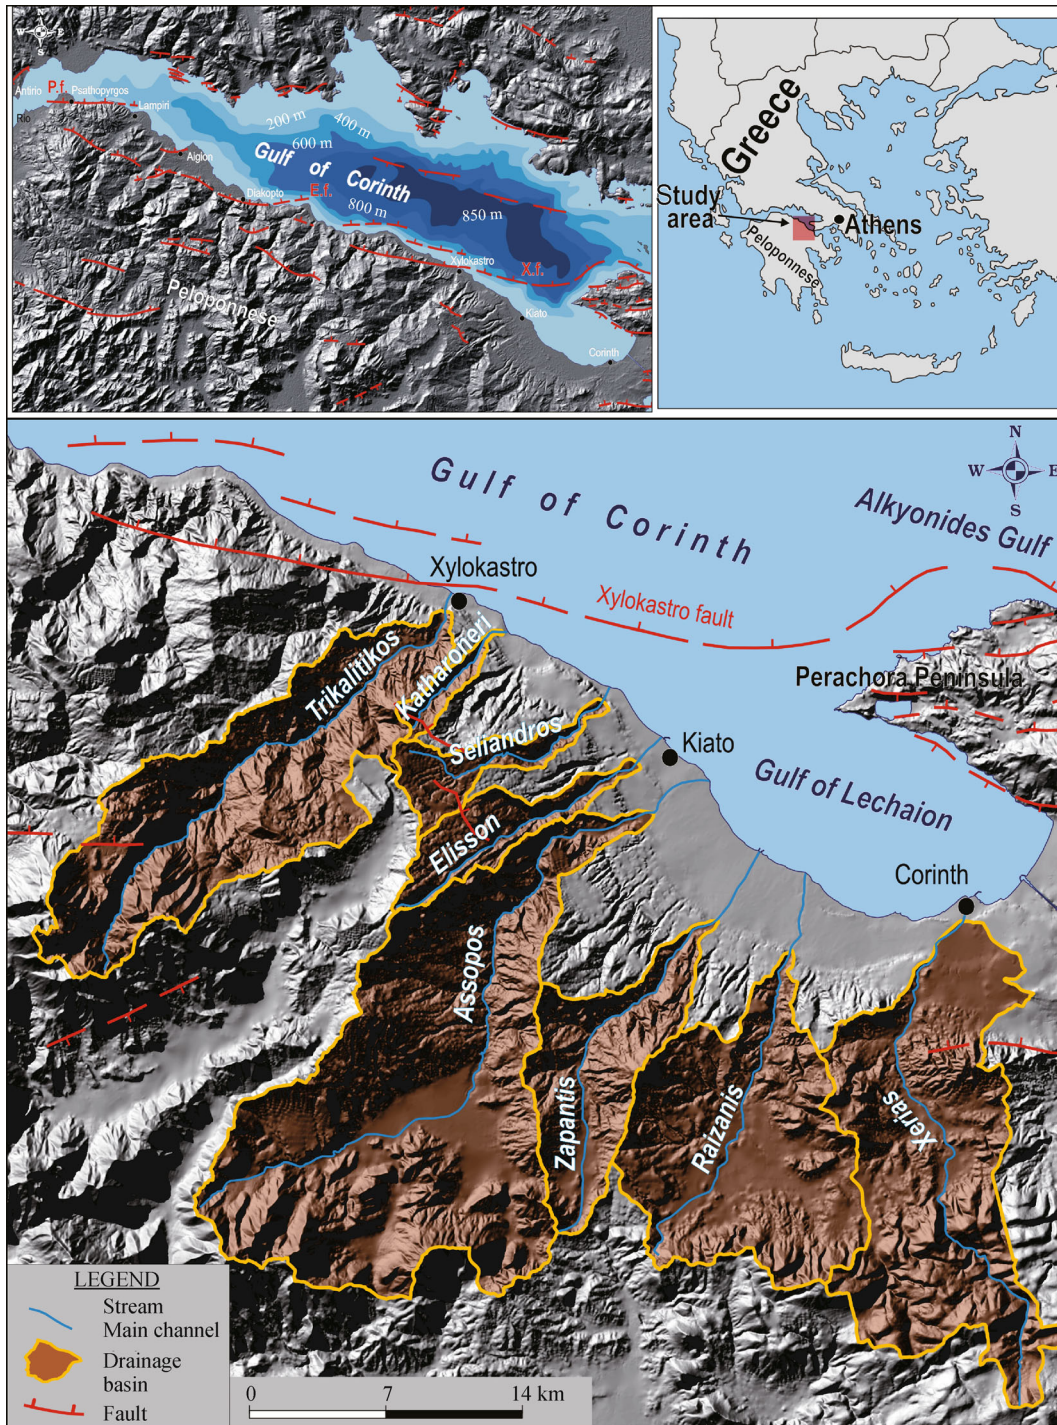 N
W E
S
Antirio
P.f.
Psathopyrgos
Rio
Lampiri
Aigion
200 m
400 m
600 m
Gulf of Corinth
Diakopto
E.f.
800 m
850 m
Xylokastro
X.f.
Peloponnese
Kiato
Corinth
Greece
Study
area
Athens
Peloponnese
Gulf of Corinth
N
W E
S
Alkyonides Gulf
Xylokastro
Xylokastro fault
Perachora Peninsula
Trikalitikos
Katharoneri
Seliandros
Kiato
Gulf of Lechaion
Elisson
Corinth
Assopos
Zapantis
Raizanis
Xerias
LEGEND
Stream
Main channel
Drainage
basin
Fault
0 7 14 km